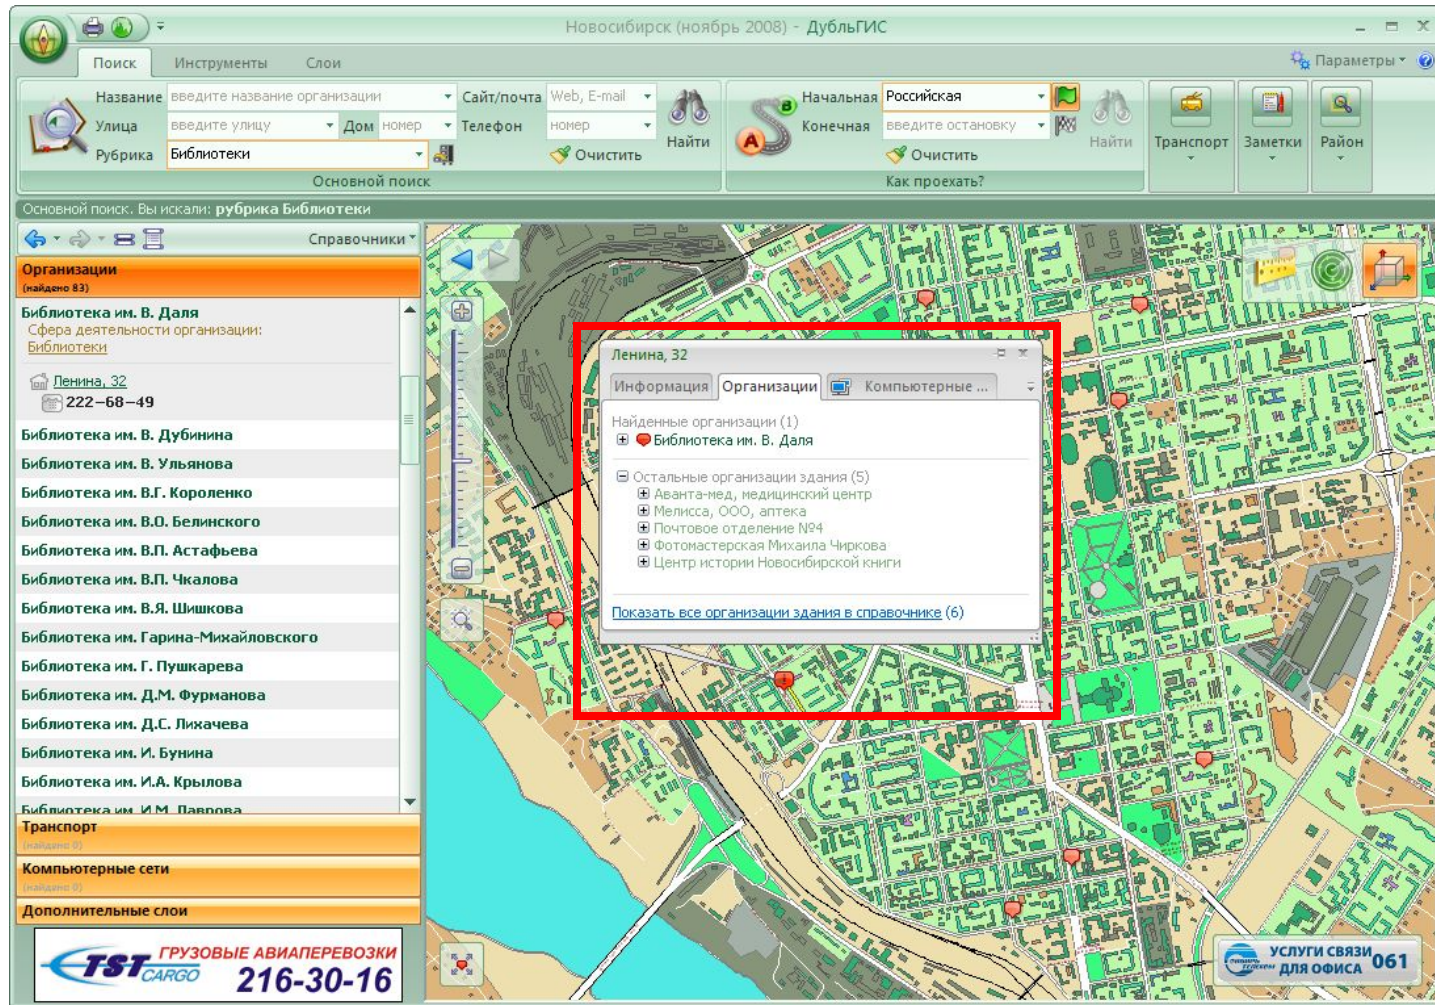 Новосибирск (ноябрь 2008) - ДубльГИС
Поиск Инструменты Слои Параметры
Название введите название организации Сайт/почта Web, E-mail
Улица введите улицу Дом номер Телефон номер
Рубрика Библиотеки Очистить Найти
Основной поиск
Начальная Российская
Конечная введите остановку
Очистить Найти
Как проехать?
Транспорт Заметки Район
Основной поиск. Вы искали: рубрика Библиотеки
Справочники
Организации
(найдено 83)
Библиотека им. В. Даля
Сфера деятельности организации:
Библиотеки
Ленина, 32
222-68-49
Библиотека им. В. Дубинина
Библиотека им. В. Ульянова
Библиотека им. В.Г. Короленко
Библиотека им. В.О. Белинского
Библиотека им. В.П. Астафьева
Библиотека им. В.П. Чкалова
Библиотека им. В.Я. Шишкова
Библиотека им. Гарина-Михайловского
Библиотека им. Г. Пушкарева
Библиотека им. Д.М. Фурманова
Библиотека им. Д.С. Лихачева
Библиотека им. И. Бунина
Библиотека им. И.А. Крылова
Библиотека им. И.М. Лаврова
Транспорт
(найдено 0)
Компьютерные сети
(найдено 0)
Дополнительные слои
TST CARGO
ГРУЗОВЫЕ АВИАПЕРЕВОЗКИ
216-30-16
Ленина, 32
Информация Организации Компьютерные ...
Найденные организации (1)
Библиотека им. В. Даля
Остальные организации здания (5)
Аванта-мед, медицинский центр
Мелисса, ООО, аптека
Почтовое отделение №4
Фотомастерская Михаила Чиркова
Центр истории Новосибирской книги
Показать все организации здания в справочнике (6)
УСЛУГИ СВЯЗИ
ДЛЯ ОФИСА 061